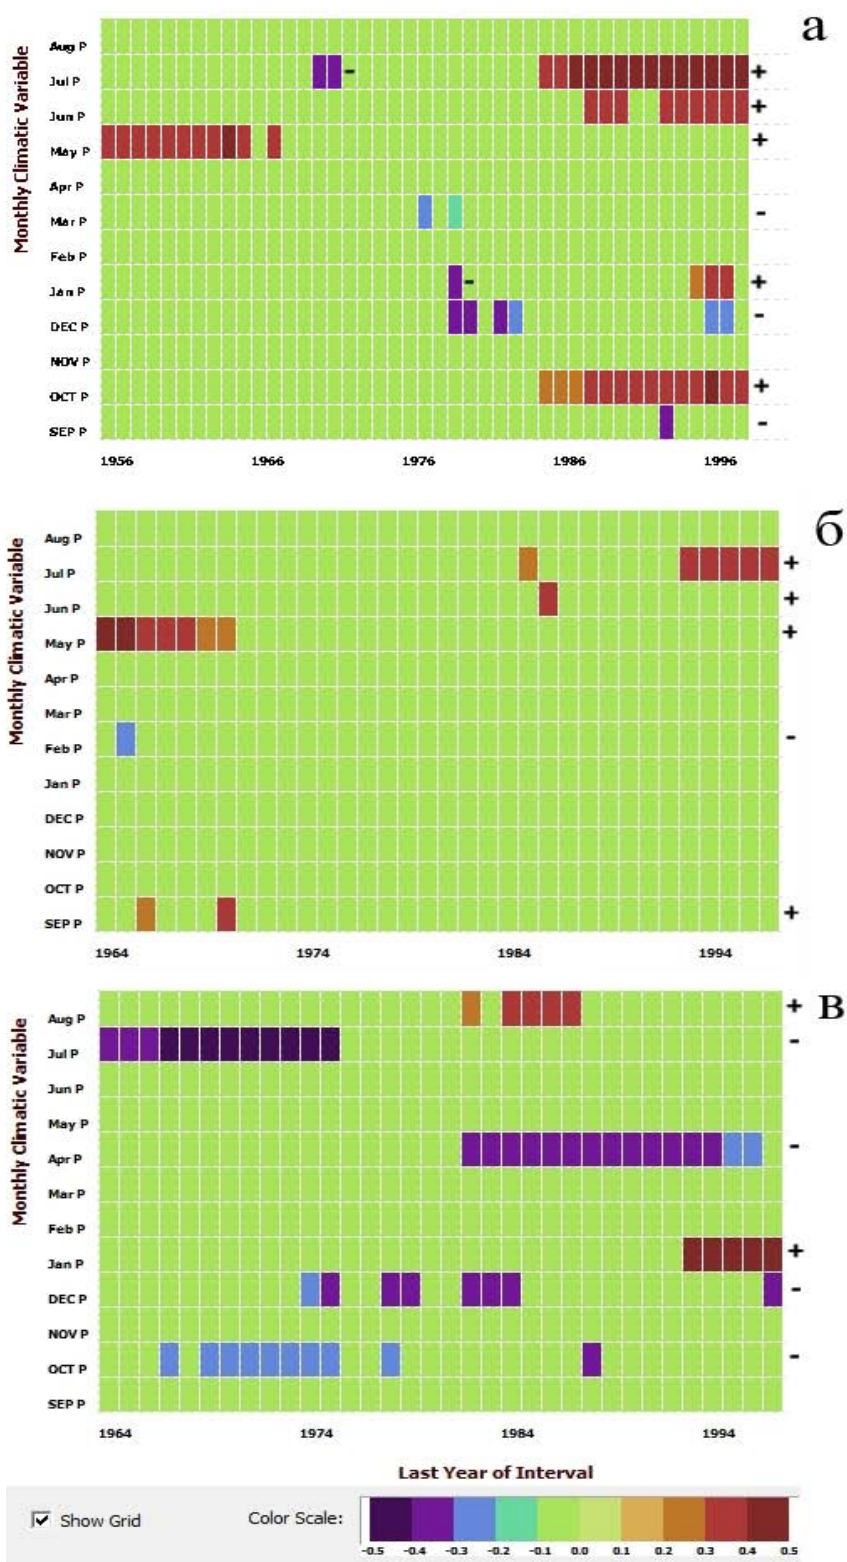 а
Monthly Climatic Variable
Aug P
Jul P
-
+
Jun P
+
May P
+
Apr P
Mar P
-
Feb P
Jan P
-
+
DEC P
-
NOV P
OCT P
+
SEP P
-
1956 1966 1976 1986 1996
б
Monthly Climatic Variable
Aug P
Jul P
+
Jun P
+
May P
+
Apr P
Mar P
Feb P
-
Jan P
DEC P
NOV P
OCT P
SEP P
+
1964 1974 1984 1994
в
Monthly Climatic Variable
Aug P
+
Jul P
-
Jun P
May P
Apr P
-
Mar P
Feb P
Jan P
+
DEC P
-
NOV P
OCT P
-
SEP P
1964 1974 1984 1994
Last Year of Interval
Show Grid
Color Scale:
-0.5 -0.4 -0.3 -0.2 -0.1 0.0 0.1 0.2 0.3 0.4 0.5